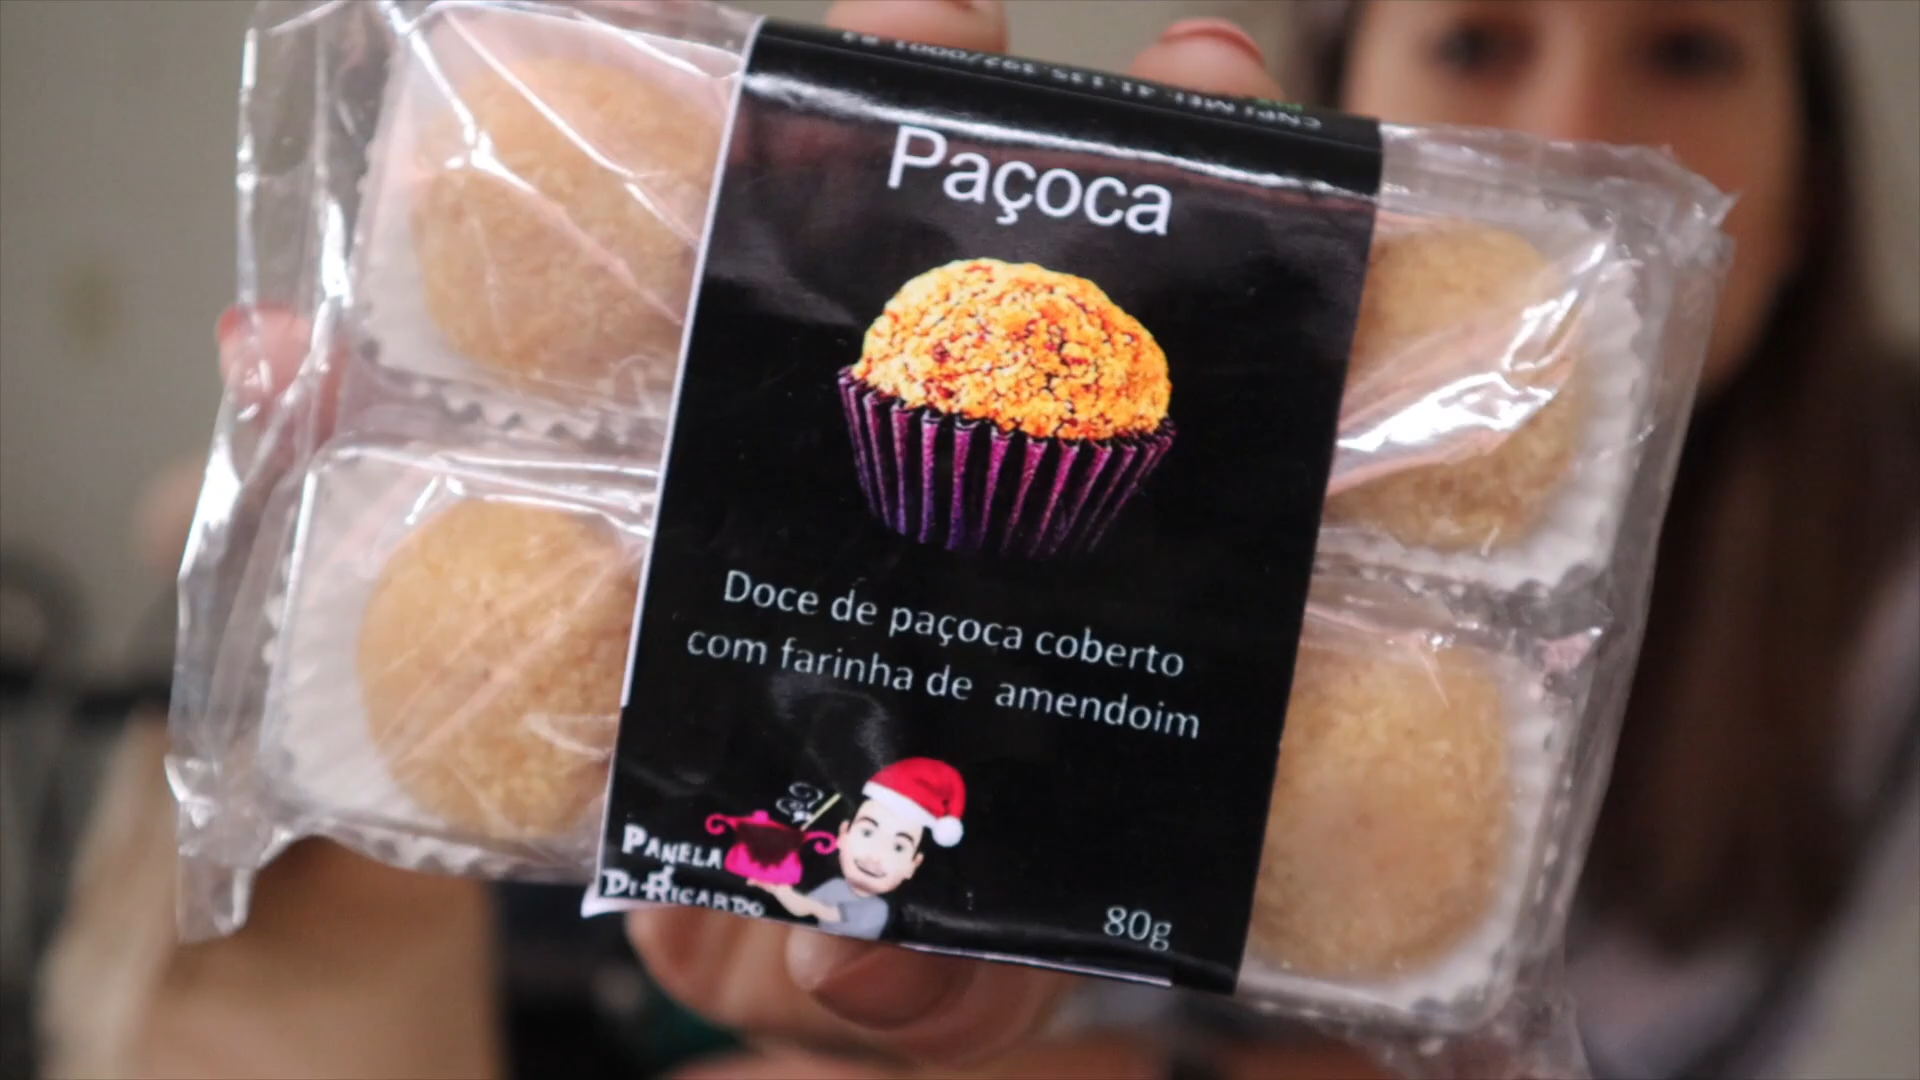 Paçoca
Doce de paçoca coberto
com farinha de amendoim
PANELA
DI RICARDO
80g